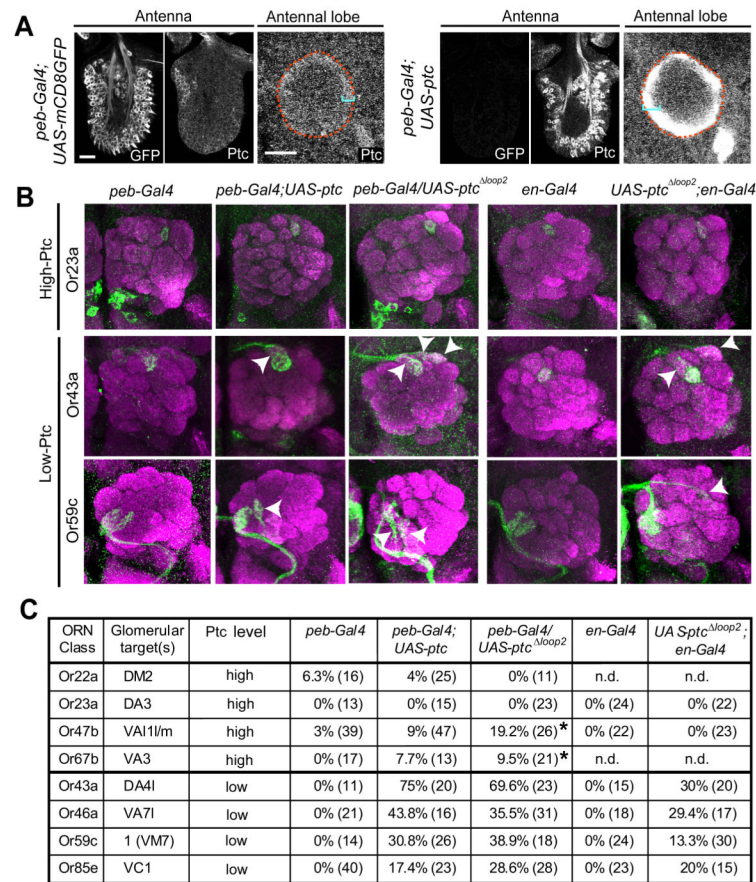 A
Antenna
Antennal lobe
Antenna
Antennal lobe
peb-Gal4;
UAS-mCD8GFP
GFP
Ptc
Ptc
peb-Gal4;
UAS-ptc
GFP
Ptc
Ptc
B
peb-Gal4
peb-Gal4;UAS-ptc
peb-Gal4/UAS-ptcΔloop2
en-Gal4
UAS-ptcΔloop2;en-Gal4
High-Ptc
Or23a
Low-Ptc
Or43a
Or59c
C
ORN Class | Glomerular target(s) | Ptc level | peb-Gal4 | peb-Gal4; UAS-ptc | peb-Gal4/ UAS-ptcΔloop2 | en-Gal4 | UAS-ptcΔloop2; en-Gal4
Or22a | DM2 | high | 6.3% (16) | 4% (25) | 0% (11) | n.d. | n.d.
Or23a | DA3 | high | 0% (13) | 0% (15) | 0% (23) | 0% (24) | 0% (22)
Or47b | VAl1l/m | high | 3% (39) | 9% (47) | 19.2% (26)* | 0% (22) | 0% (23)
Or67b | VA3 | high | 0% (17) | 7.7% (13) | 9.5% (21)* | n.d. | n.d.
Or43a | DA4l | low | 0% (11) | 75% (20) | 69.6% (23) | 0% (15) | 30% (20)
Or46a | VA7l | low | 0% (21) | 43.8% (16) | 35.5% (31) | 0% (18) | 29.4% (17)
Or59c | 1 (VM7) | low | 0% (14) | 30.8% (26) | 38.9% (18) | 0% (24) | 13.3% (30)
Or85e | VC1 | low | 0% (40) | 17.4% (23) | 28.6% (28) | 0% (23) | 20% (15)